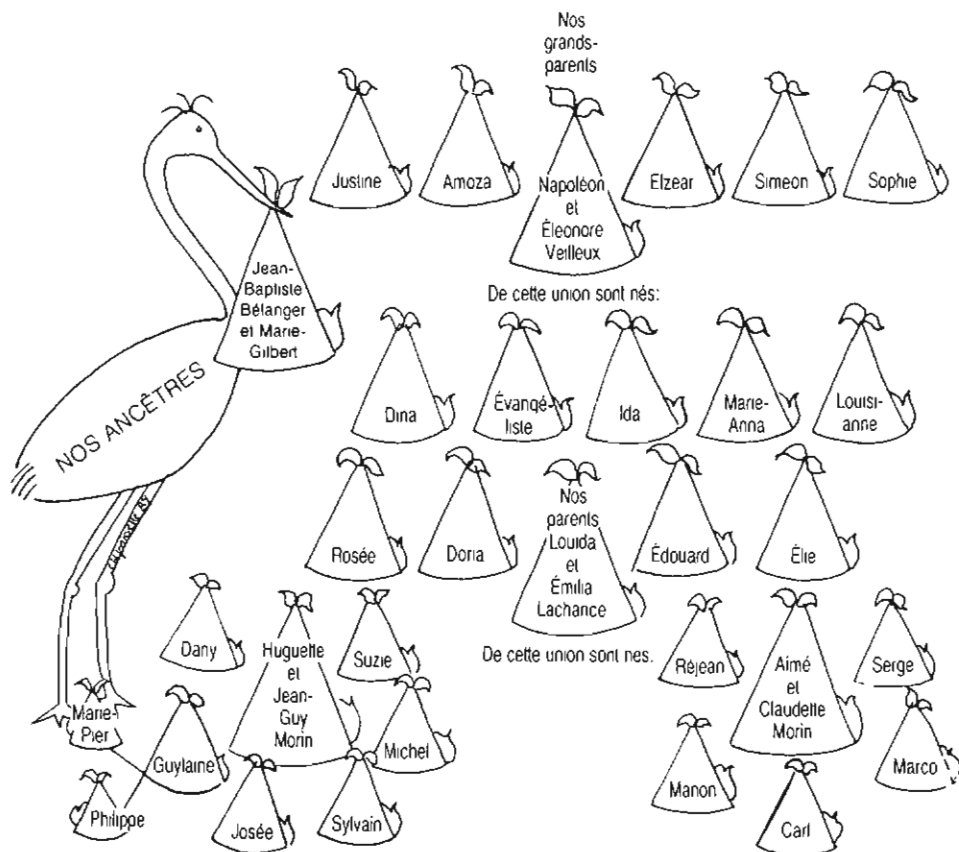 Nos
grands-
parents
Justine
Amoza
Napoléon
et
Éleonore
Veilleux
Elzear
Simeon
Sophie
Jean-
Baptiste
Bélanger
et Marie-
Gilbert
De cette union sont nés:
NOS ANCÊTRES
Dina
Évangé-
liste
Ida
Marie-
Anna
Louisi-
anne
Rosée
Doria
Nos
parents
Louida
et
Émilia
Lachance
Édouard
Élie
De cette union sont nes.
Dany
Huguette
et
Jean-
Guy
Morin
Suzie
Réjean
Aimé
et
Claudette
Morin
Serge
Marie-
Pier
Guylaine
Michel
Manon
Marco
Philippe
Josée
Sylvain
Carl